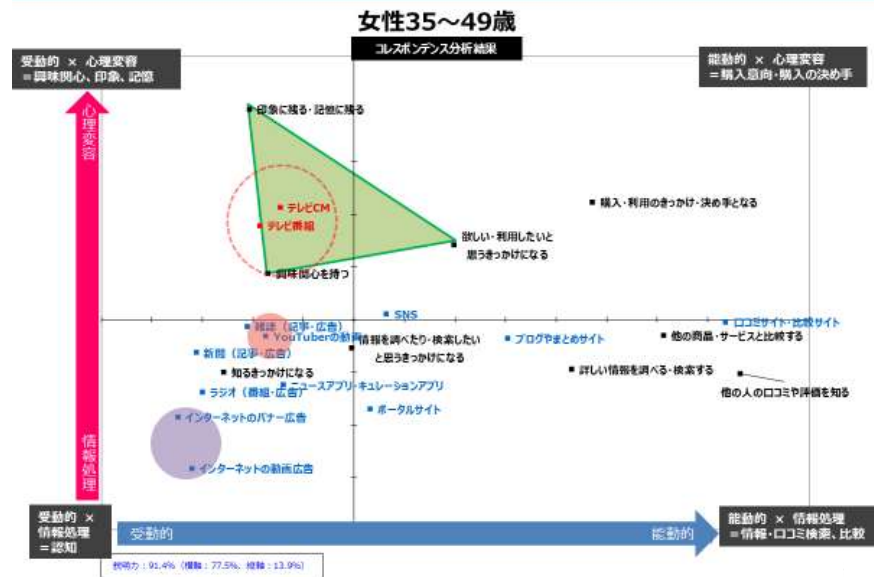 女性35～49歳
コレスポンデンス分析結果
受動的 × 心理変容
＝興味関心、印象、記憶
能動的 × 心理変容
＝購入意向・購入の決め手
心理変容
印象に残る・記憶に残る
テレビCM
テレビ番組
購入・利用のきっかけ・決め手となる
欲しい・利用したいと
思うきっかけになる
興味関心を持つ
SNS
雑誌（記事・広告）
口コミサイト・比較サイト
YouTuberの動画
情報を調べたり・検索したい
と思うきっかけになる
ブログやまとめサイト
他の商品・サービスと比較する
新聞（記事・広告）
知るきっかけになる
詳しい情報を調べる・検索する
ニュースアプリ・キュレーションアプリ
他の人の口コミや評価を知る
ラジオ（番組・広告）
ポータルサイト
インターネットのバナー広告
情報処理
インターネットの動画広告
受動的 ×
情報処理
＝認知
受動的
能動的
能動的 × 情報処理
＝情報・口コミ検索、比較
説明力：91.4%（横軸：77.5%、縦軸：13.9%）